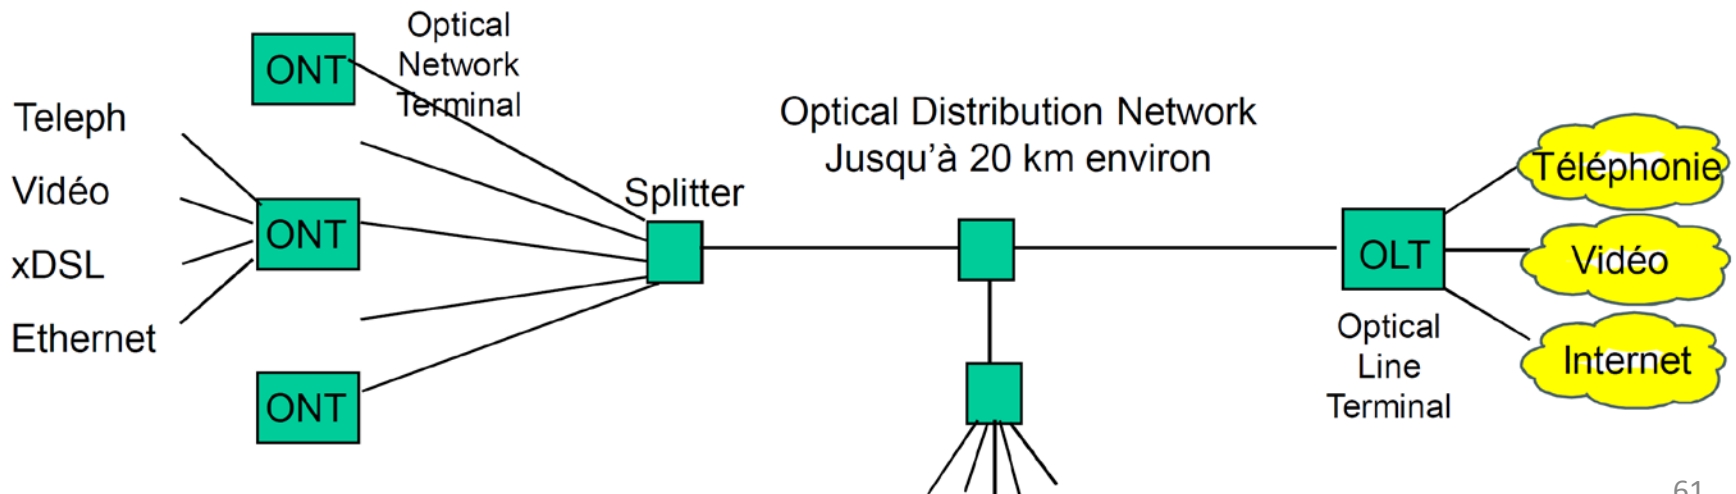 Optical
Network
Terminal
ONT
Teleph
Vidéo
xDSL
Ethernet
ONT
ONT
Splitter
Optical Distribution Network
Jusqu'à 20 km environ
OLT
Optical
Line
Terminal
Téléphonie
Vidéo
Internet
61